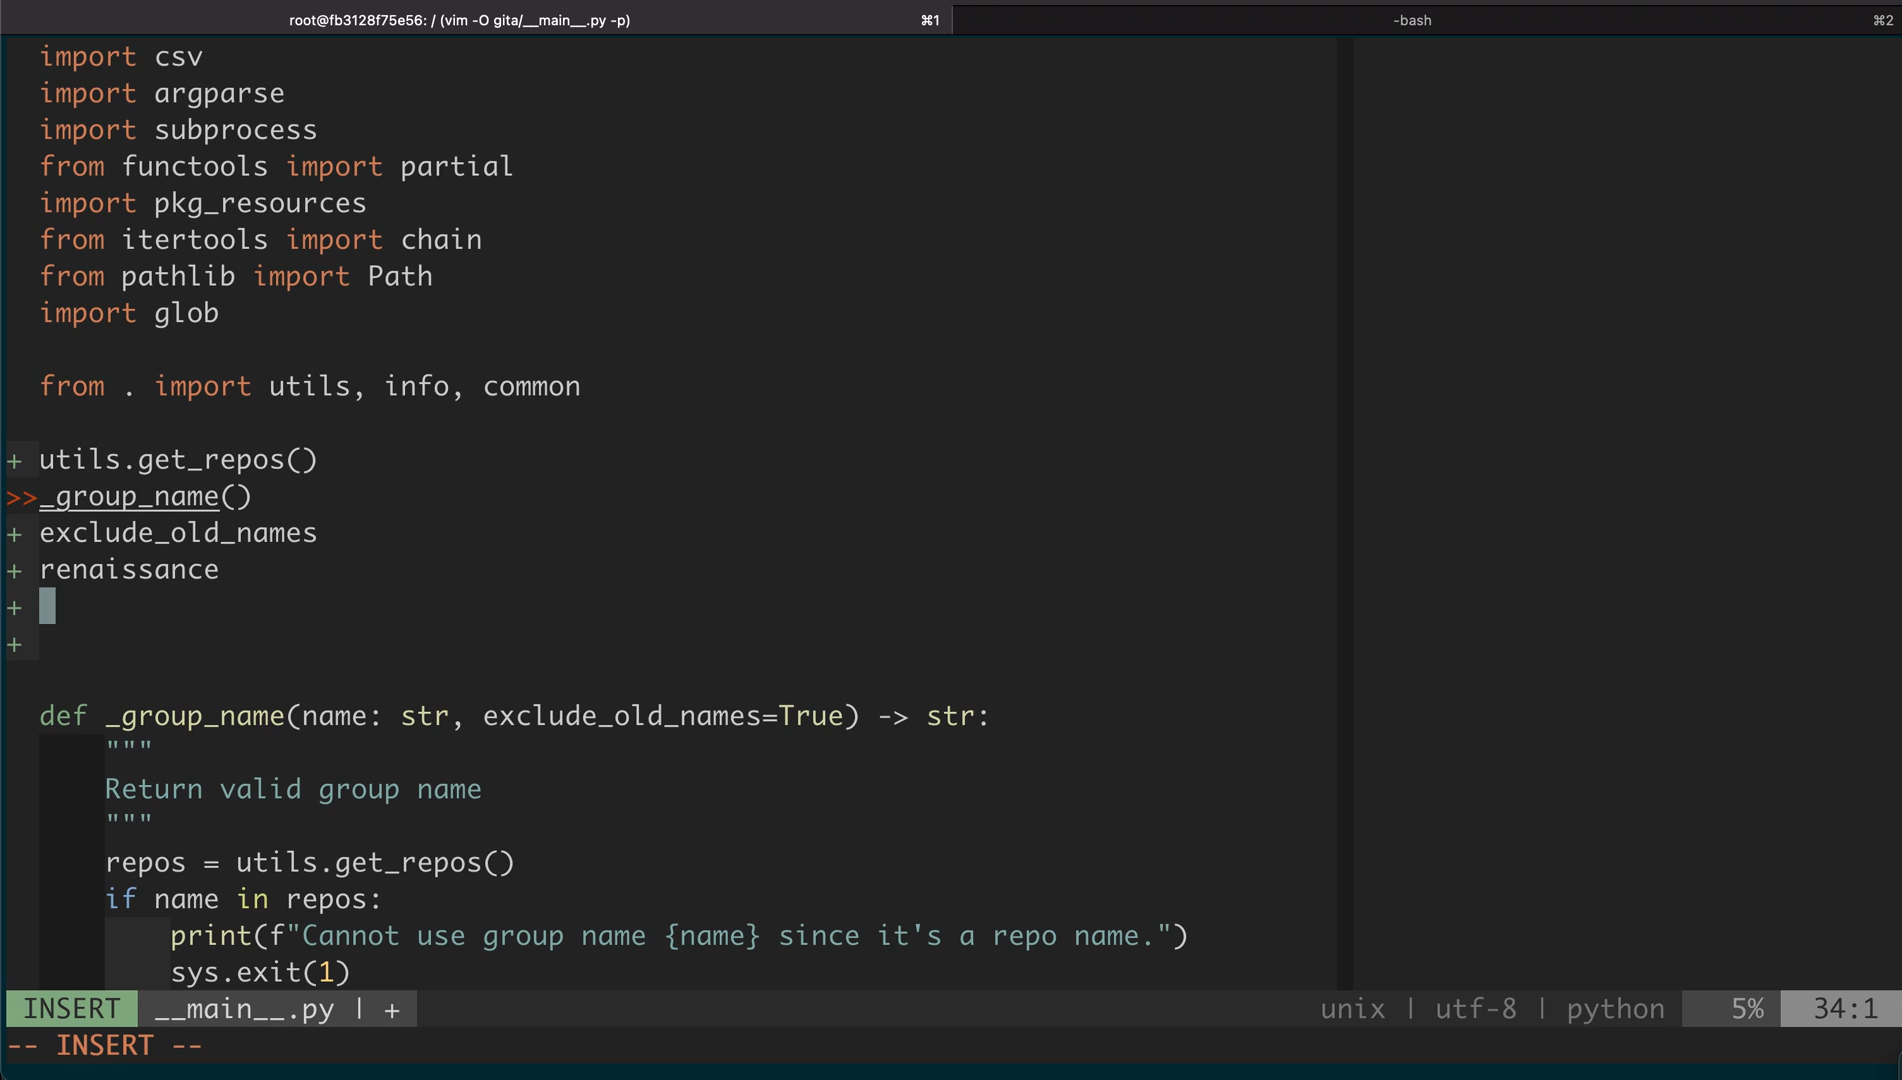 root@fb3128f75e56: / (vim -O gita/__main__.py -p) ⌘1 -bash ⌘2
import csv
import argparse
import subprocess
from functools import partial
import pkg_resources
from itertools import chain
from pathlib import Path
import glob
from . import utils, info, common
+ utils.get_repos()
>>_group_name()
+ exclude_old_names
+ renaissance
+
+
def _group_name(name: str, exclude_old_names=True) -> str:
"""
Return valid group name
"""
repos = utils.get_repos()
if name in repos:
print(f"Cannot use group name {name} since it's a repo name.")
sys.exit(1)
INSERT __main__.py | + unix | utf-8 | python 5% 34:1
-- INSERT --